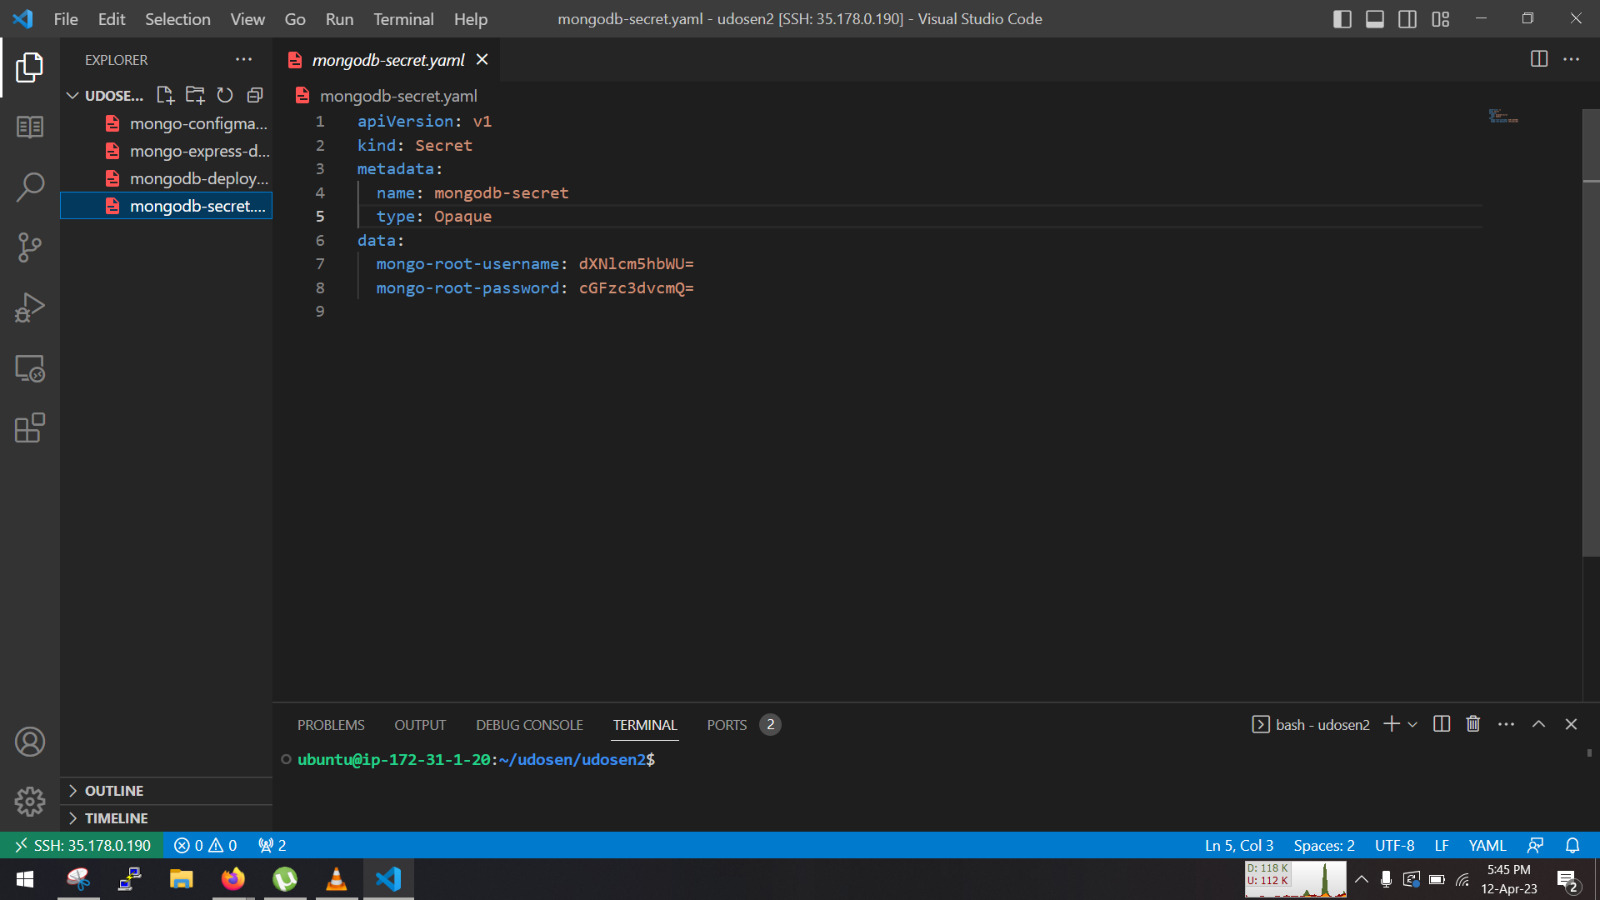 File Edit Selection View Go Run Terminal Help
mongodb-secret.yaml - udosen2 [SSH: 35.178.0.190] - Visual Studio Code
EXPLORER
UDOSE...
mongo-configma...
mongo-express-d...
mongodb-deploy...
mongodb-secret....
OUTLINE
TIMELINE
mongodb-secret.yaml
mongodb-secret.yaml
1 apiVersion: v1
2 kind: Secret
3 metadata:
4 name: mongodb-secret
5 type: Opaque
6 data:
7 mongo-root-username: dXNlcm5hbWU=
8 mongo-root-password: cGFzc3dvcmQ=
9
PROBLEMS OUTPUT DEBUG CONSOLE TERMINAL PORTS 2
bash - udosen2
ubuntu@ip-172-31-1-20:~/udosen/udosen2$
SSH: 35.178.0.190 0 0 2
Ln 5, Col 3 Spaces: 2 UTF-8 LF YAML
D: 118 K
U: 112 K
5:45 PM
12-Apr-23
2